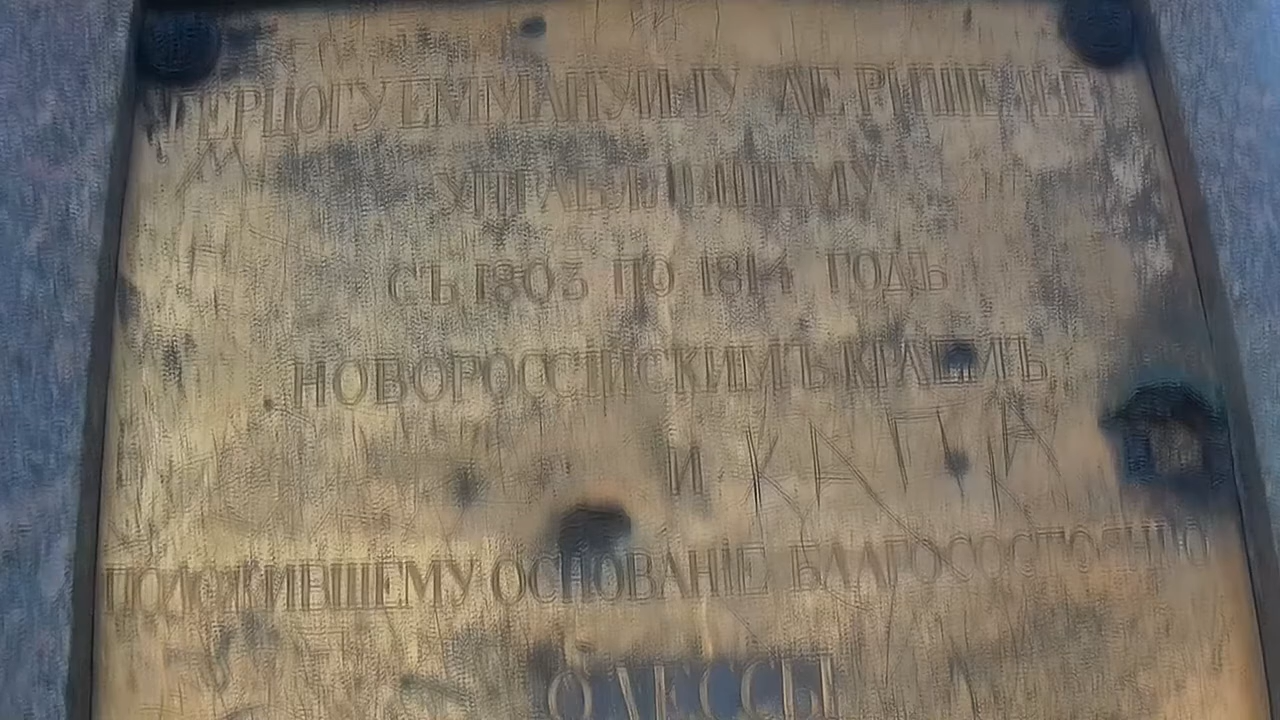 ГЕРЦОГУ ЕММАНУИЛУ ДЕ РИШЕЛЬЕ
УПРАВЛЯВШЕМУ
СЪ 1803 ПО 1814 ГОДЪ
НОВОРОССІЙСКИМЪ КРАЕМЪ
И
ПОЛОЖИВШЕМУ ОСНОВАНІЕ БЛАГОСОСТОЯНІЮ
ОДЕССЫ